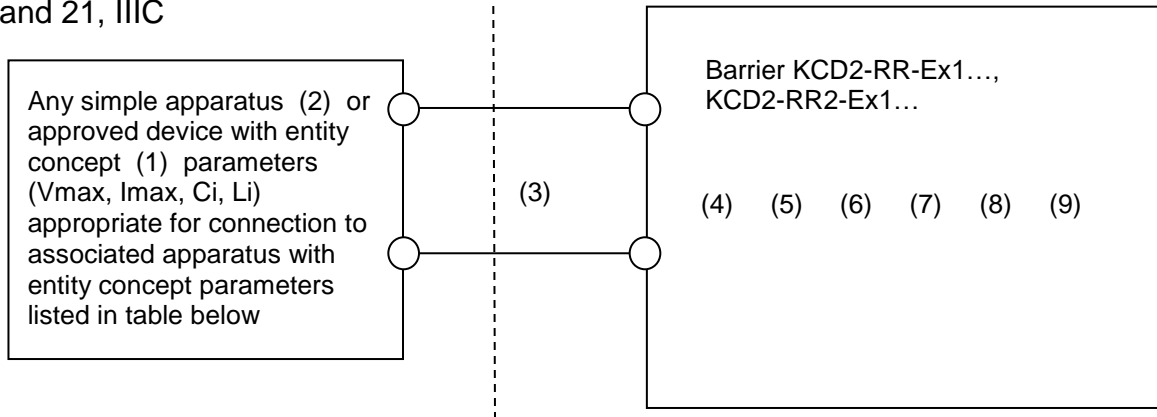 and 21, IIIC
Any simple apparatus (2) or
approved device with entity
concept (1) parameters
(Vmax, Imax, Ci, Li)
appropriate for connection to
associated apparatus with
entity concept parameters
listed in table below
(3)
Barrier KCD2-RR-Ex1…,
KCD2-RR2-Ex1…
(4) (5) (6) (7) (8) (9)